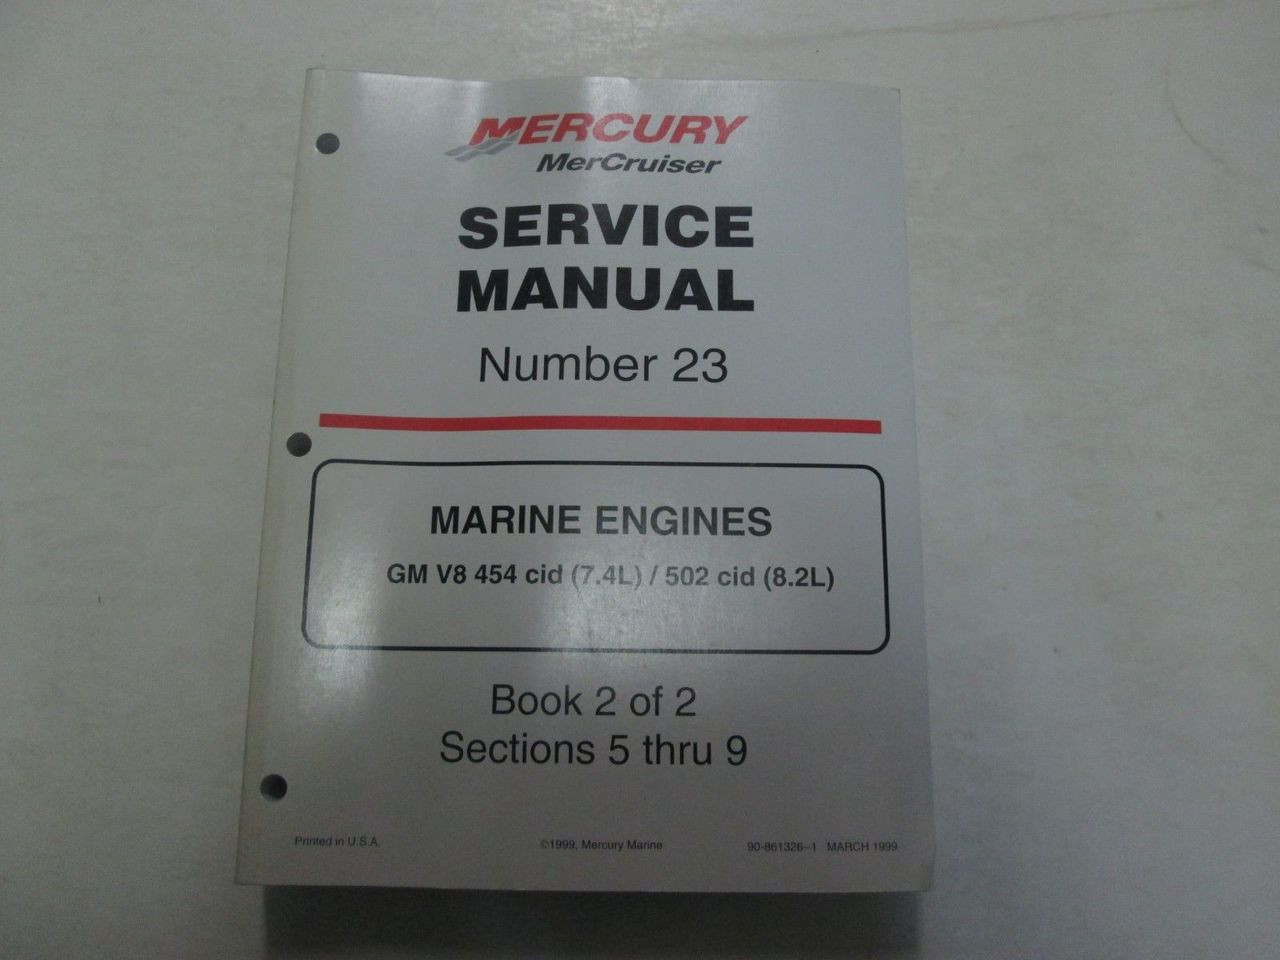 MERCURY
MerCruiser
SERVICE
MANUAL
Number 23
MARINE ENGINES
GM V8 454 cid (7.4L) / 502 cid (8.2L)
Book 2 of 2
Sections 5 thru 9
Printed in U.S.A.
©1999, Mercury Marine
90-861326--1 MARCH 1999